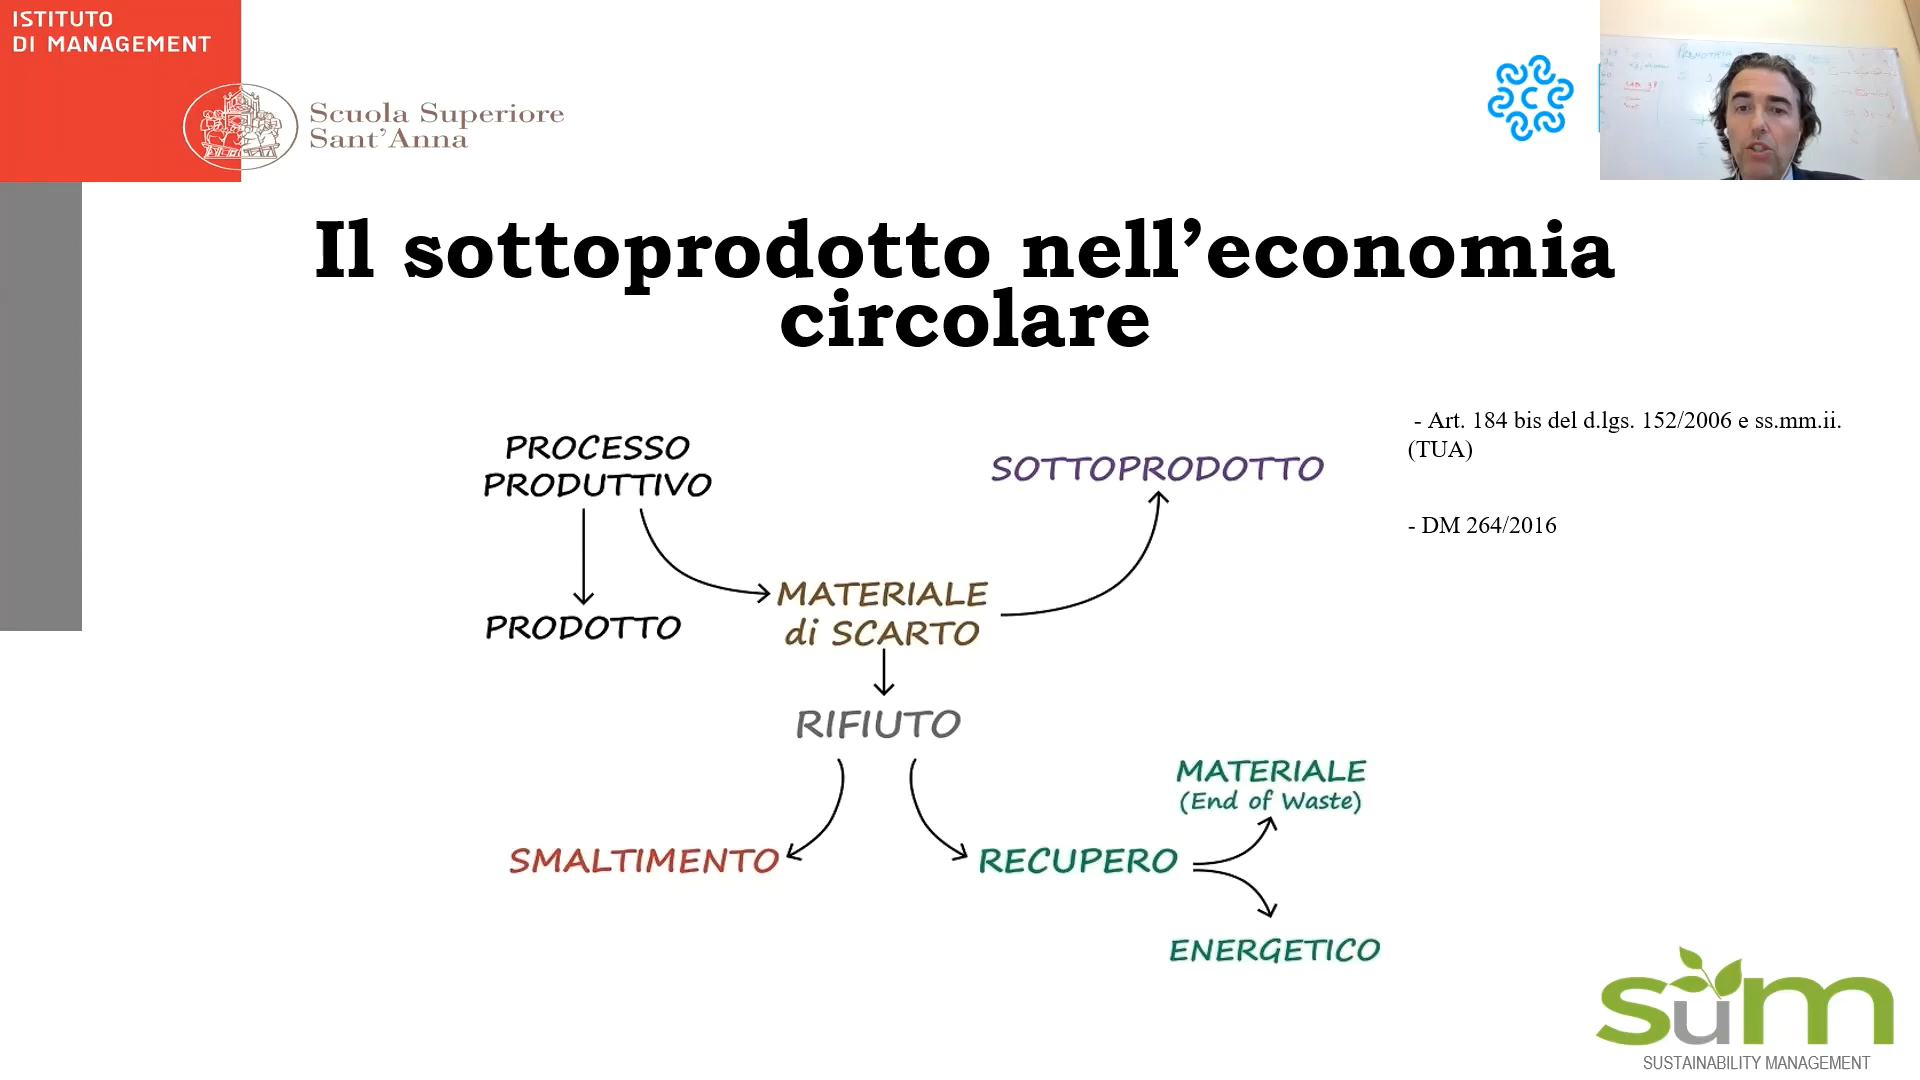 ISTITUTO
DI MANAGEMENT
Scuola Superiore
Sant'Anna
Il sottoprodotto nell’economia
circolare
- Art. 184 bis del d.lgs. 152/2006 e ss.mm.ii.
(TUA)
- DM 264/2016
PROCESSO
PRODUTTIVO
SOTTOPRODOTTO
MATERIALE
di SCARTO
PRODOTTO
RIFIUTO
MATERIALE
(End of Waste)
SMALTIMENTO
RECUPERO
ENERGETICO
sum
SUSTAINABILITY MANAGEMENT